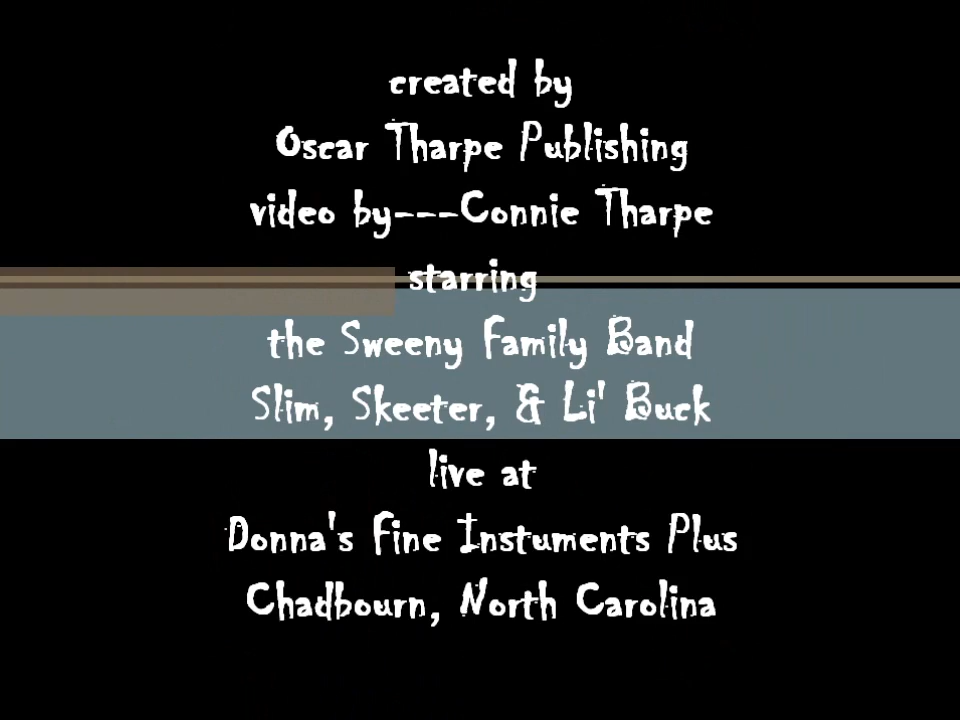 created by
Oscar Tharpe Publishing
video by---Connie Tharpe
starring
the Sweeny Family Band
Slim, Skeeter, & Li' Buck
live at
Donna's Fine Instuments Plus
Chadbourn, North Carolina